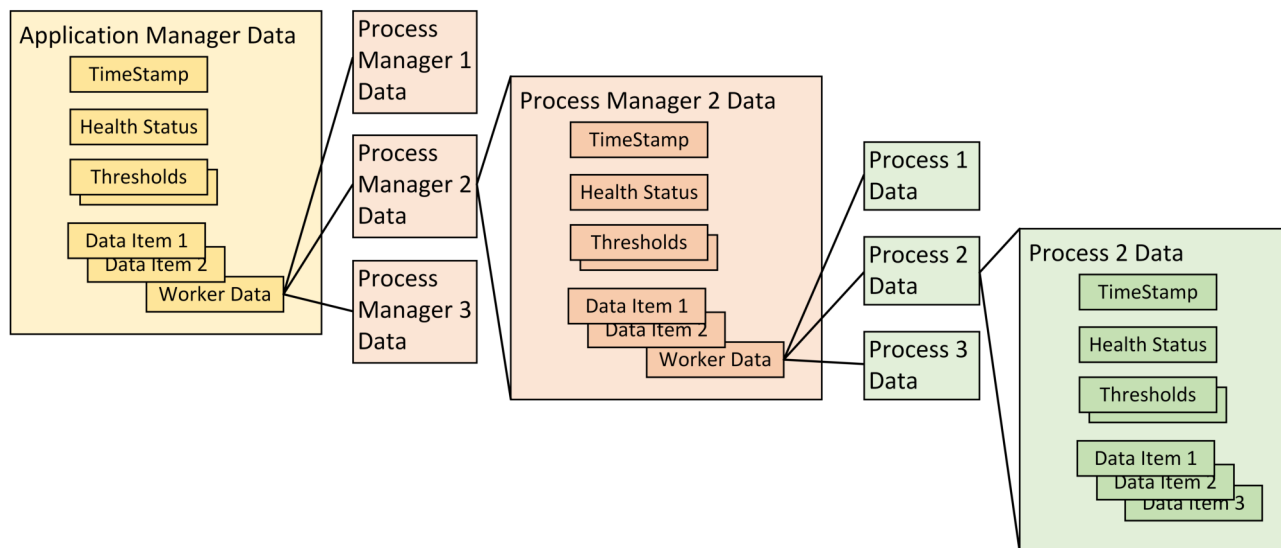 Application Manager Data
TimeStamp
Health Status
Thresholds
Data Item 1
Data Item 2
Worker Data
Process
Manager 1
Data
Process
Manager 2
Data
Process
Manager 3
Data
Process Manager 2 Data
TimeStamp
Health Status
Thresholds
Data Item 1
Data Item 2
Worker Data
Process 1
Data
Process 2
Data
Process 3
Data
Process 2 Data
TimeStamp
Health Status
Thresholds
Data Item 1
Data Item 2
Data Item 3